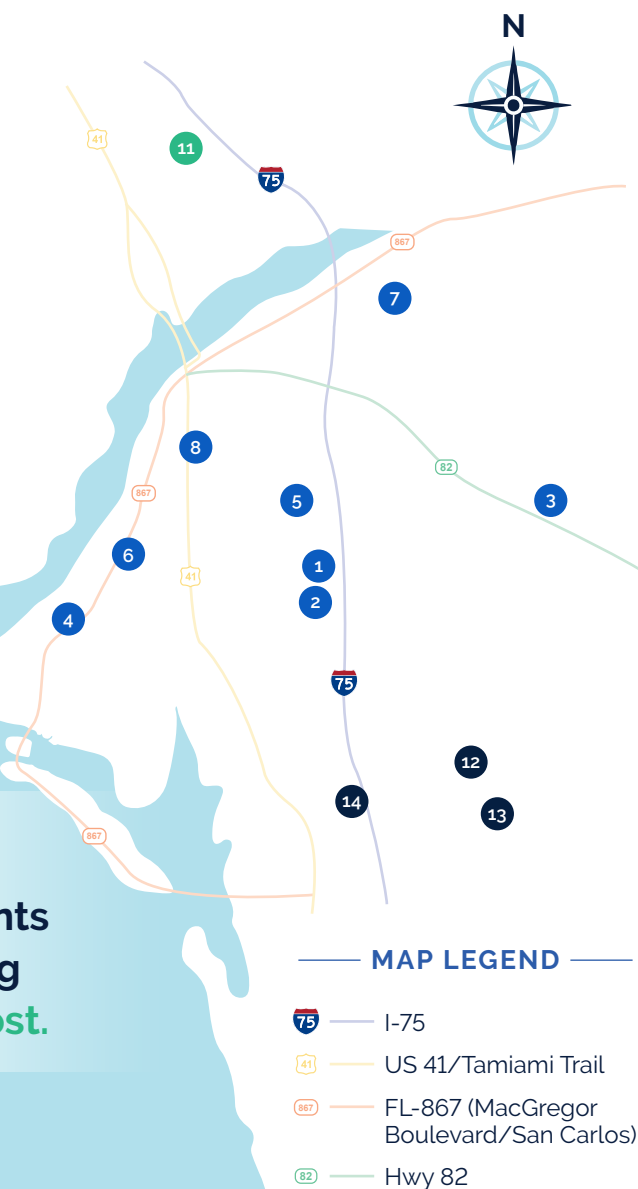 N
41
11
75
867
7
8
82
867
5
3
6
1
41
2
4
75
12
14
13
867
nts
g
ost.
MAP LEGEND
75 I-75
41 US 41/Tamiami Trail
867 FL-867 (MacGregor
Boulevard/San Carlos)
82 Hwy 82